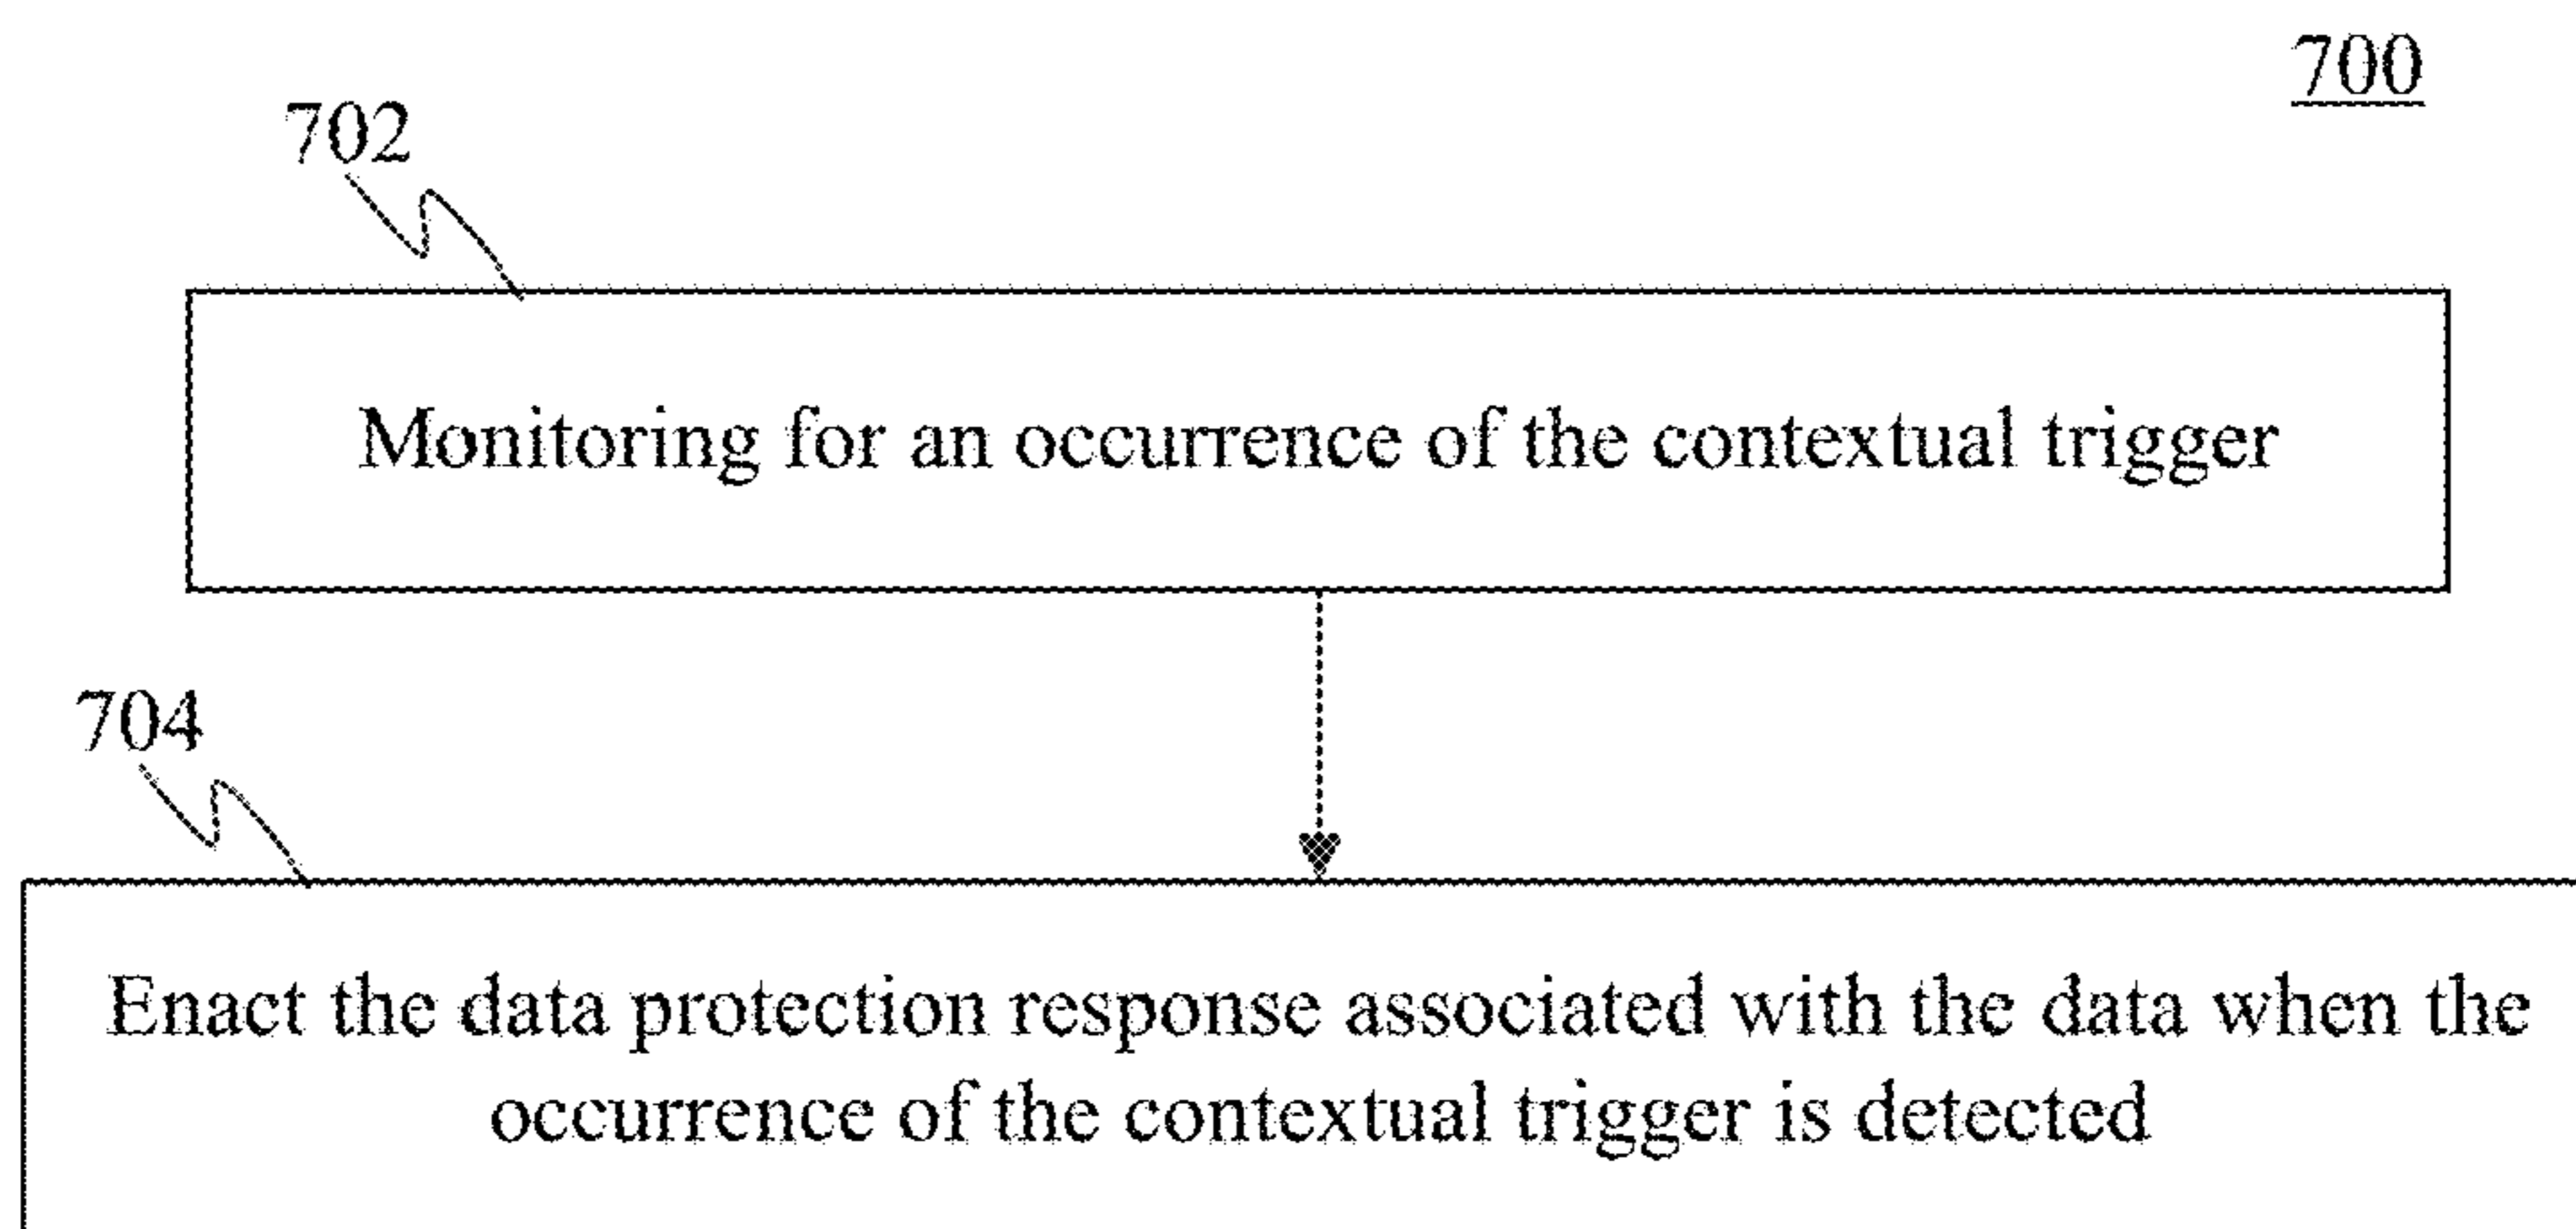 700
702
Monitoring for an occurrence of the contextual trigger
704
Enact the data protection response associated with the data when the
occurrence of the contextual trigger is detected